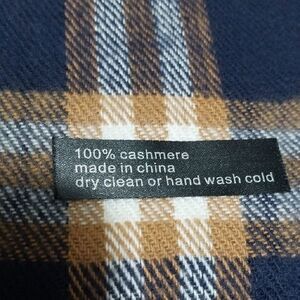 100% cashmere
made in china
dry clean or hand wash cold